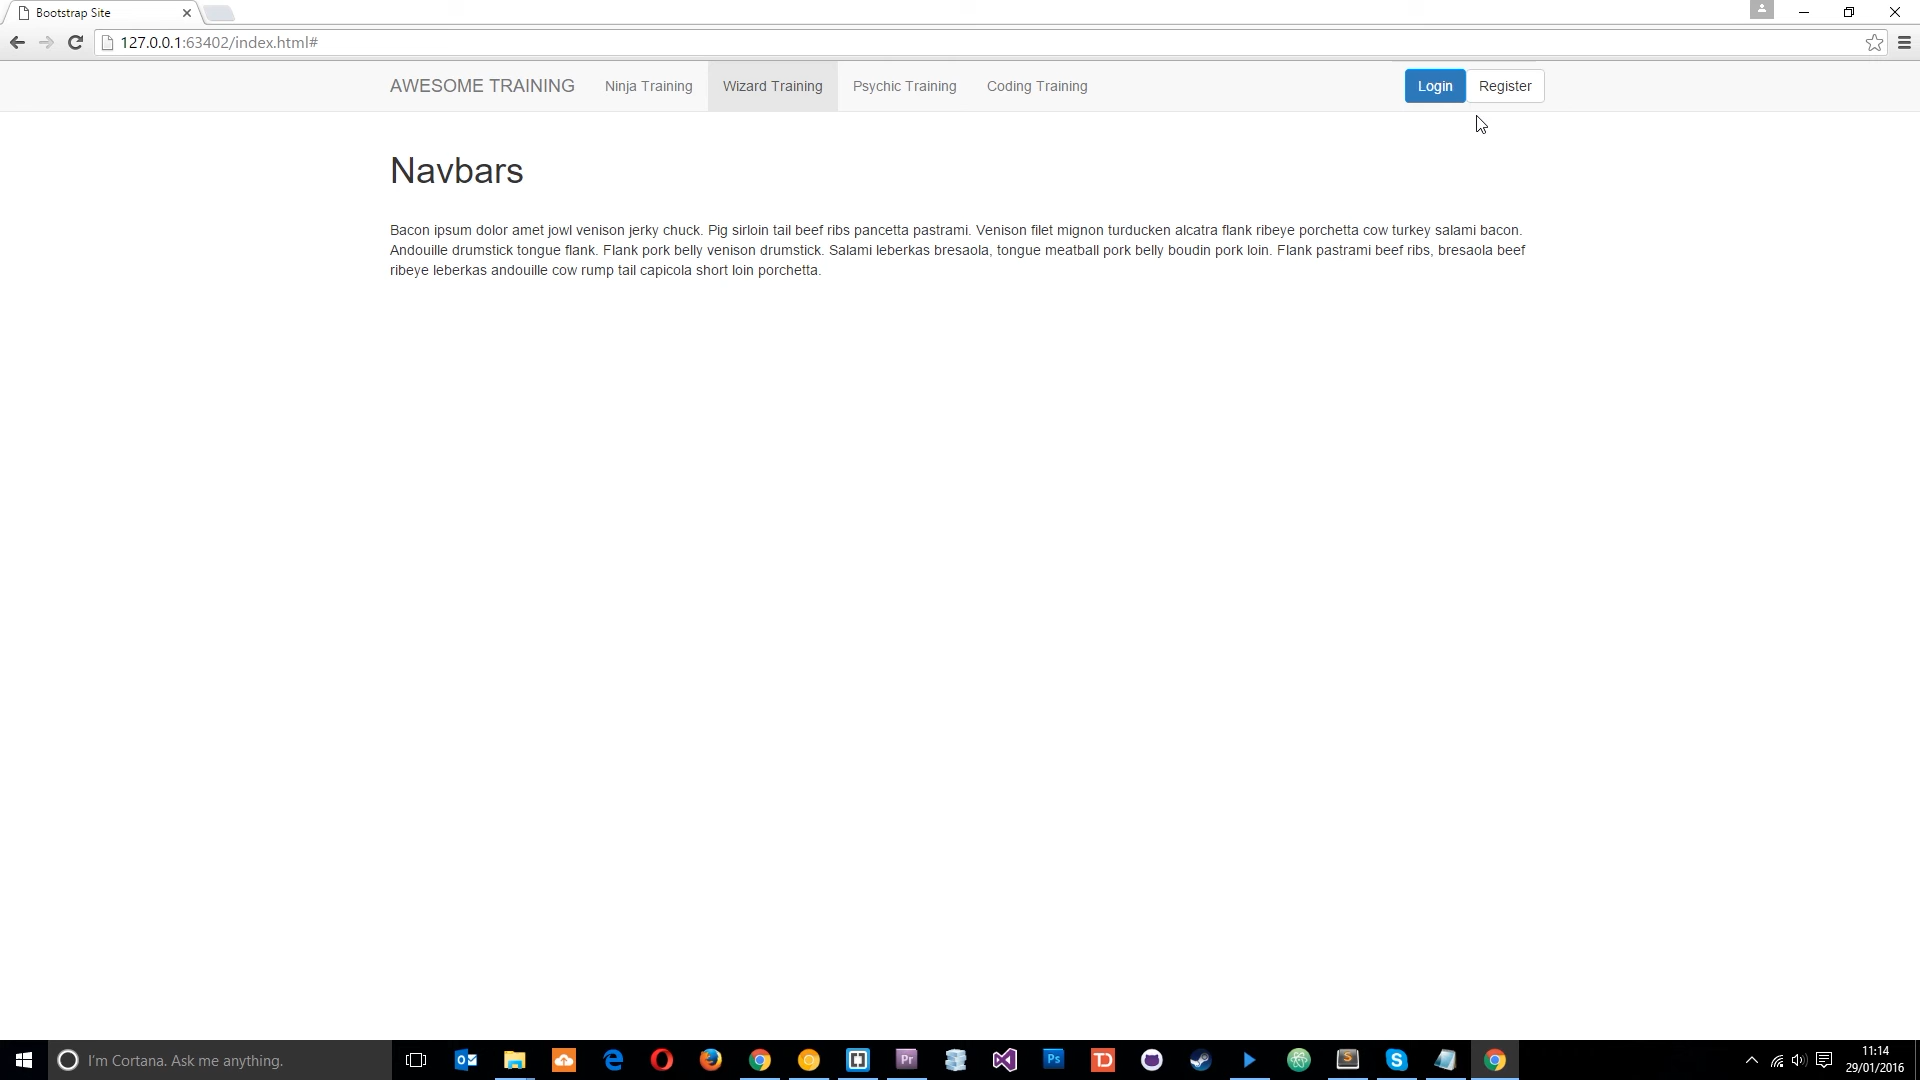 Bootstrap Site
127.0.0.1:63402/index.html#
AWESOME TRAINING Ninja Training Wizard Training Psychic Training Coding Training Login Register
Navbars
Bacon ipsum dolor amet jowl venison jerky chuck. Pig sirloin tail beef ribs pancetta pastrami. Venison filet mignon turducken alcatra flank ribeye porchetta cow turkey salami bacon.
Andouille drumstick tongue flank. Flank pork belly venison drumstick. Salami leberkas bresaola, tongue meatball pork belly boudin pork loin. Flank pastrami beef ribs, bresaola beef
ribeye leberkas andouille cow rump tail capicola short loin porchetta.
I'm Cortana. Ask me anything.
Pr
Ps
TD
11:14
29/01/2016